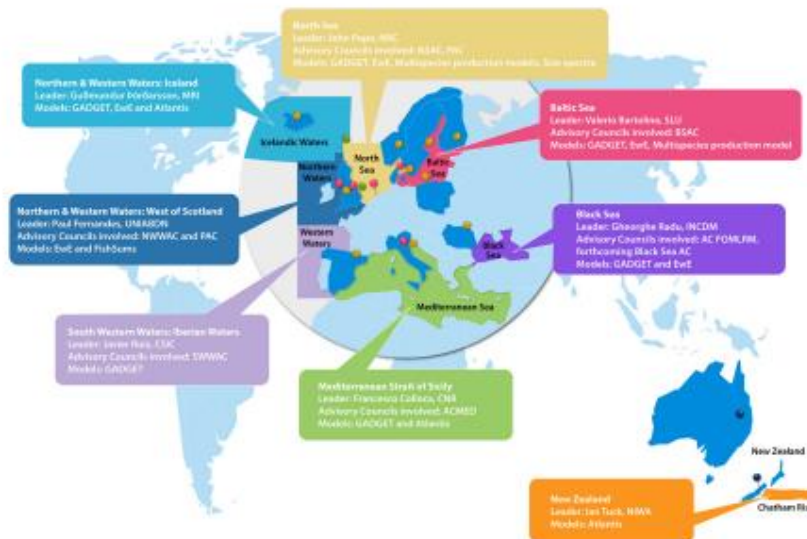 North Sea
Leader: John Pope, NRC
Advisory Councils involved: NSAC, PAC
Models: GADGET, EwE, Multispecies production models, Size spectra
Northern & Western Waters: Iceland
Leader: Guðmundur Þórðarson, MRI
Models: GADGET, EwE and Atlantis
Baltic Sea
Leader: Valerio Bartolino, SLU
Advisory Councils involved: BSAC
Models: GADGET, EwE, Multispecies production model
Icelandic Waters
Northern
Waters
North
Sea
Baltic
Sea
Northern & Western Waters: West of Scotland
Leader: Paul Fernandes, UNIABDN
Advisory Councils involved: NWWAC and PAC
Models: EwE and FishSums
Western
Waters
Black Sea
Leader: Gheorghe Radu, INCDM
Advisory Councils involved: AC FOMLRM,
forthcoming Black Sea AC
Models: GADGET and EwE
Black
Sea
Mediterranean Sea
South Western Waters: Iberian Waters
Leader: Javier Ruiz, CSIC
Advisory Councils involved: SWWAC
Models: GADGET
Mediterranean Strait of Sicily
Leader: Francesco Colloca, CNR
Advisory Councils involved: ACMED
Models: GADGET and Atlantis
New Zealand
New Zealand
Leader: Ian Tuck, NIWA
Models: Atlantis
Chatham